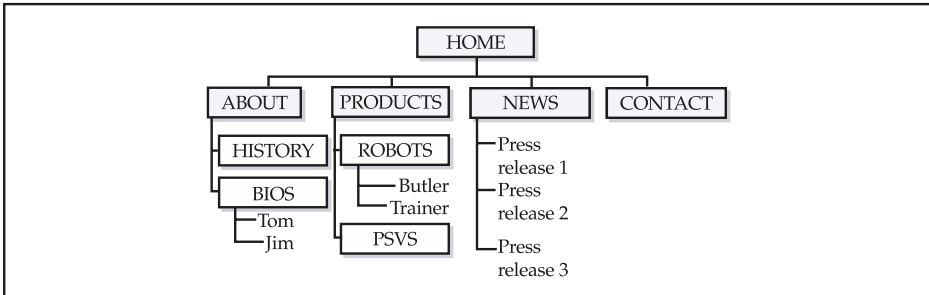 HOME
ABOUT
PRODUCTS
NEWS
CONTACT
HISTORY
BIOS
Tom
Jim
ROBOTS
Butler
Trainer
PSVS
Press
release 1
Press
release 2
Press
release 3